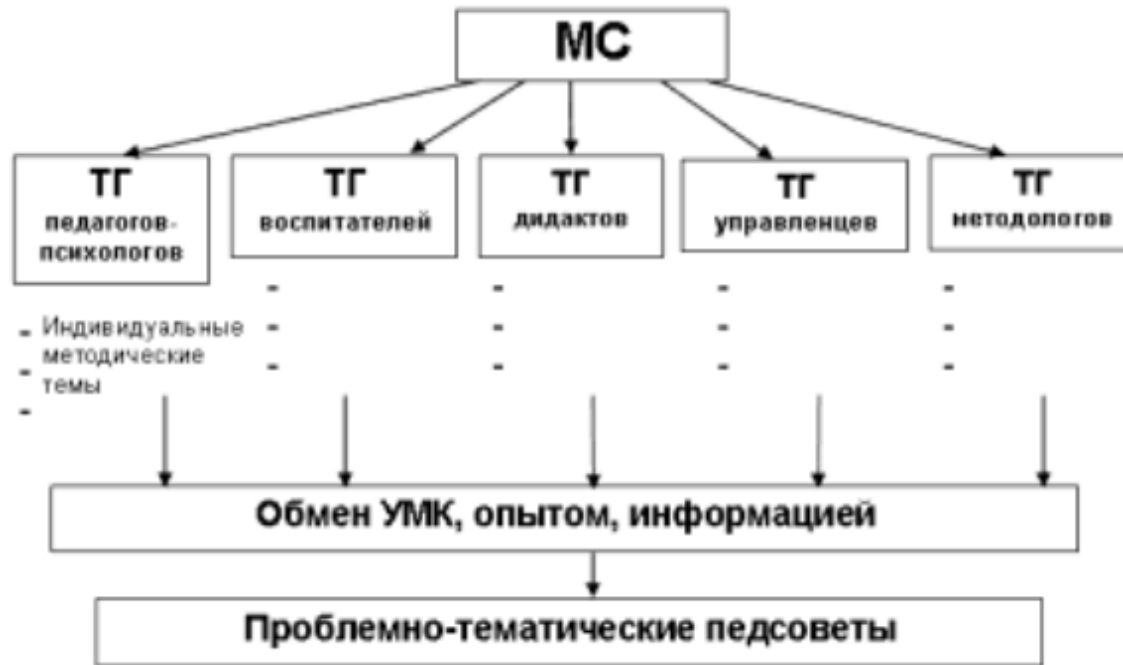 МС
ТГ
педагогов-
психологов
ТГ
воспитателей
ТГ
дидактов
ТГ
управленцев
ТГ
методологов
- Индивидуальные
методические
- темы
-
-
-
-
-
-
-
-
-
-
-
-
-
Обмен УМК, опытом, информацией
Проблемно-тематические педсоветы